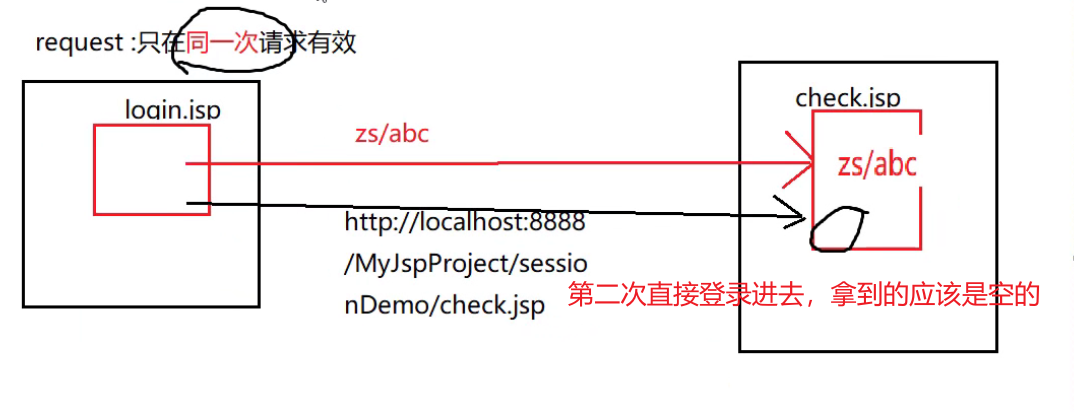 request :只在同一次请求有效
login.jsp
check.jsp
zs/abc
zs/abc
http://localhost:8888
/MyJspProject/sessio
nDemo/check.jsp
第二次直接登录进去，拿到的应该是空的